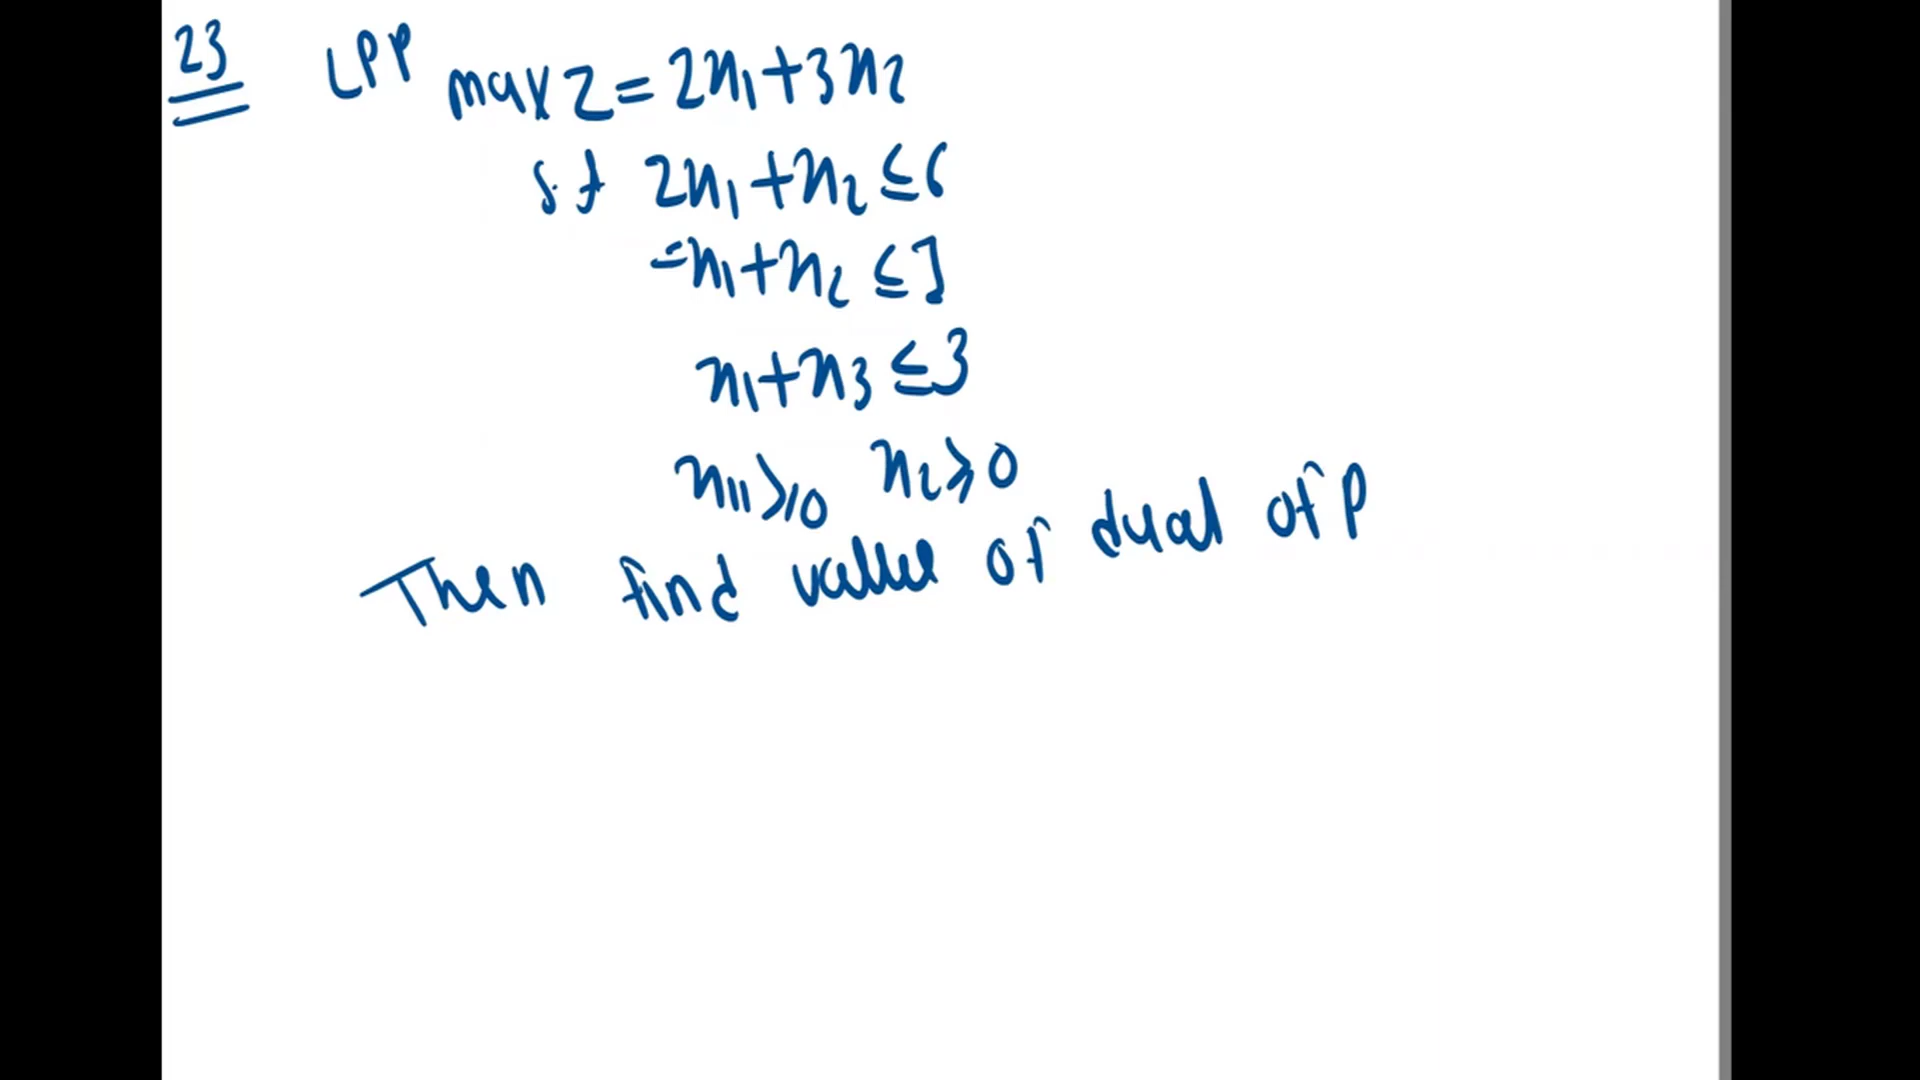 23 LPP max Z = 2x1 + 3x2
s.t 2x1 + x2 ≤ 6
-x1 + x2 ≤ 1
x1 + x3 ≤ 3
x1 ≥ 0 x2 ≥ 0
Then find value of dual of P